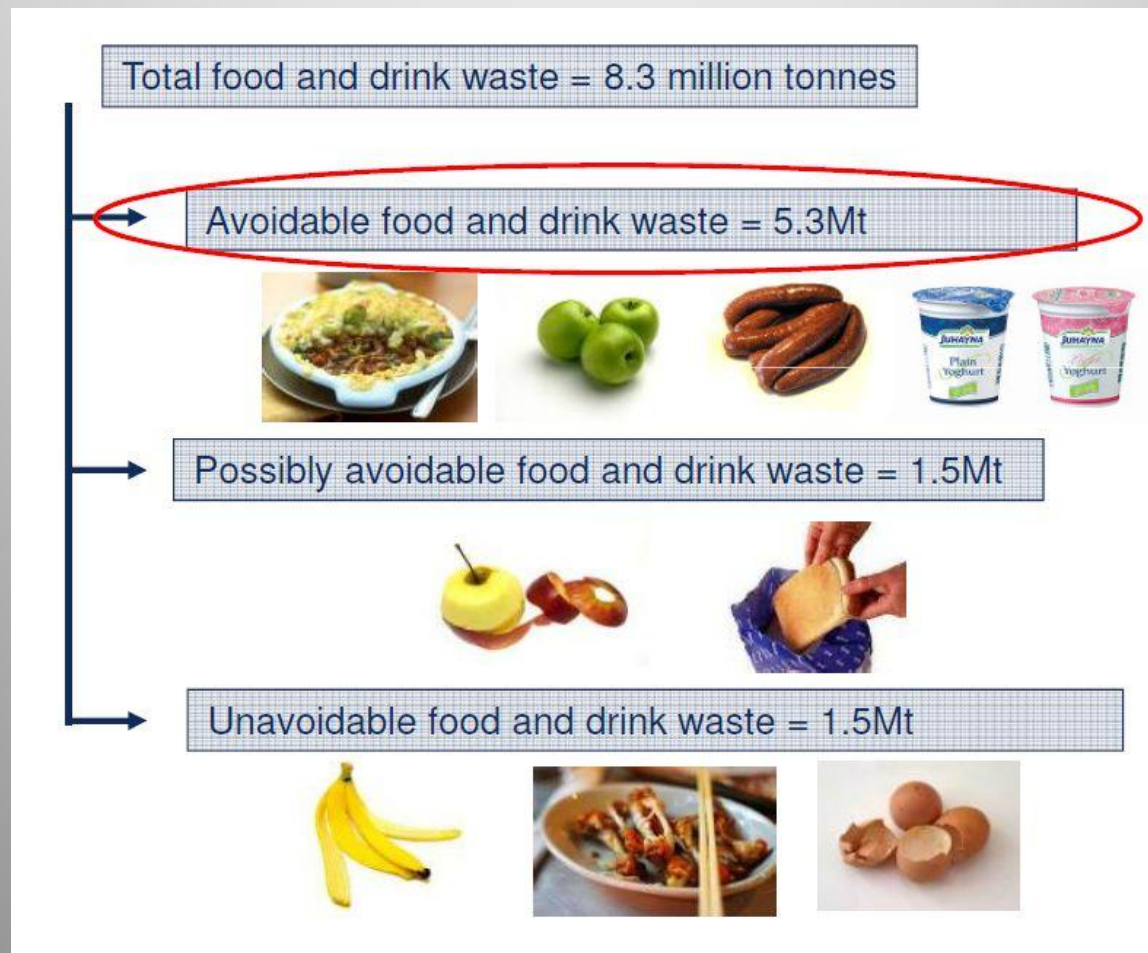 Total food and drink waste = 8.3 million tonnes
Avoidable food and drink waste = 5.3Mt
JUHAYNA
Plain
Yoghurt
JUHAYNA
Yoghurt
Possibly avoidable food and drink waste = 1.5Mt
Unavoidable food and drink waste = 1.5Mt